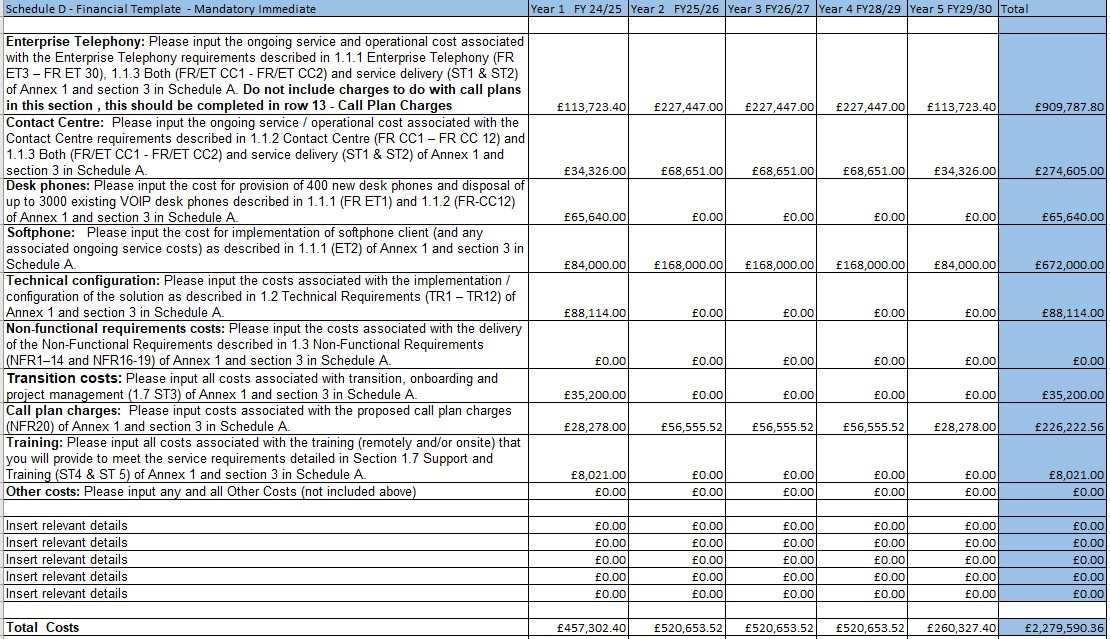 Schedule D - Financial Template - Mandatory Immediate Year 1 FY 24/25 Year 2 FY25/26 Year 3 FY26/27 Year 4 FY28/29 Year 5 FY29/30 Total
Enterprise Telephony: Please input the ongoing service and operational cost associated
with the Enterprise Telephony requirements described in 1.1.1 Enterprise Telephony (FR
ET3 – FR ET 30), 1.1.3 Both (FR/ET CC1 - FR/ET CC2) and service delivery (ST1 & ST2)
of Annex 1 and section 3 in Schedule A. Do not include charges to do with call plans
in this section , this should be completed in row 13 - Call Plan Charges £113,723.40 £227,447.00 £227,447.00 £227,447.00 £113,723.40 £909,787.80
Contact Centre: Please input the ongoing service / operational cost associated with the
Contact Centre requirements described in 1.1.2 Contact Centre (FR CC1 – FR CC 12) and
1.1.3 Both (FR/ET CC1 - FR/ET CC2) and service delivery (ST1 & ST2) of Annex 1 and
section 3 in Schedule A. £34,326.00 £68,651.00 £68,651.00 £68,651.00 £34,326.00 £274,605.00
Desk phones: Please input the cost for provision of 400 new desk phones and disposal of
up to 3000 existing VOIP desk phones described in 1.1.1 (FR ET1) and 1.1.2 (FR-CC12)
of Annex 1 and section 3 in Schedule A. £65,640.00 £0.00 £0.00 £0.00 £0.00 £65,640.00
Softphone: Please input the cost for implementation of softphone client (and any
associated ongoing service costs) as described in 1.1.1 (ET2) of Annex 1 and section 3 in
Schedule A. £84,000.00 £168,000.00 £168,000.00 £168,000.00 £84,000.00 £672,000.00
Technical configuration: Please input the costs associated with the implementation /
configuration of the solution as described in 1.2 Technical Requirements (TR1 – TR12) of
Annex 1 and section 3 in Schedule A. £88,114.00 £0.00 £0.00 £0.00 £0.00 £88,114.00
Non-functional requirements costs: Please input the costs associated with the delivery
of the Non-Functional Requirements described in 1.3 Non-Functional Requirements
(NFR1–14 and NFR16-19) of Annex 1 and section 3 in Schedule A. £0.00 £0.00 £0.00 £0.00 £0.00 £0.00
Transition costs: Please input all costs associated with transition, onboarding and
project management (1.7 ST3) of Annex 1 and section 3 in Schedule A. £35,200.00 £0.00 £0.00 £0.00 £0.00 £35,200.00
Call plan charges: Please input costs associated with the proposed call plan charges
(NFR20) of Annex 1 and section 3 in Schedule A. £28,278.00 £56,555.52 £56,555.52 £56,555.52 £28,278.00 £226,222.56
Training: Please input all costs associated with the training (remotely and/or onsite) that
you will provide to meet the service requirements detailed in Section 1.7 Support and
Training (ST4 & ST 5) of Annex 1 and section 3 in Schedule A. £8,021.00 £0.00 £0.00 £0.00 £0.00 £8,021.00
Other costs: Please input any and all Other Costs (not included above) £0.00 £0.00 £0.00 £0.00 £0.00 £0.00
Insert relevant details £0.00 £0.00 £0.00 £0.00 £0.00 £0.00
Insert relevant details £0.00 £0.00 £0.00 £0.00 £0.00 £0.00
Insert relevant details £0.00 £0.00 £0.00 £0.00 £0.00 £0.00
Insert relevant details £0.00 £0.00 £0.00 £0.00 £0.00 £0.00
Insert relevant details £0.00 £0.00 £0.00 £0.00 £0.00 £0.00
Total Costs £457,302.40 £520,653.52 £520,653.52 £520,653.52 £260,327.40 £2,279,590.36